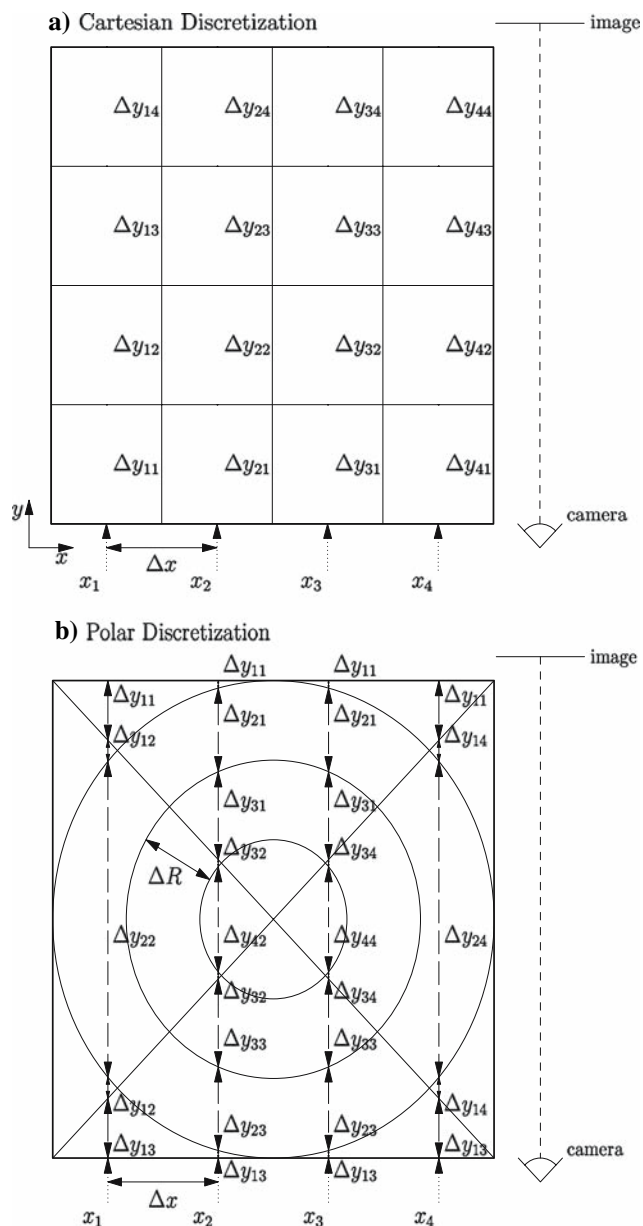 a) Cartesian Discretization
image
Δy₁₄ Δy₂₄ Δy₃₄ Δy₄₄
Δy₁₃ Δy₂₃ Δy₃₃ Δy₄₃
Δy₁₂ Δy₂₂ Δy₃₂ Δy₄₂
Δy₁₁ Δy₂₁ Δy₃₁ Δy₄₁
y
camera
x Δx
x₁ x₂ x₃ x₄
b) Polar Discretization
image
Δy₁₁ Δy₁₁
Δy₁₁ Δy₂₁ Δy₂₁ Δy₁₁
Δy₁₂ Δy₁₄
Δy₃₁ Δy₃₁
Δy₃₂ Δy₃₄
ΔR
Δy₂₂ Δy₄₂ Δy₄₄ Δy₂₄
Δy₃₂ Δy₃₄
Δy₃₃ Δy₃₃
Δy₁₂ Δy₁₄
Δy₂₃ Δy₂₃
Δy₁₃ Δy₁₃
Δy₁₃ Δy₁₃
camera
Δx
x₁ x₂ x₃ x₄